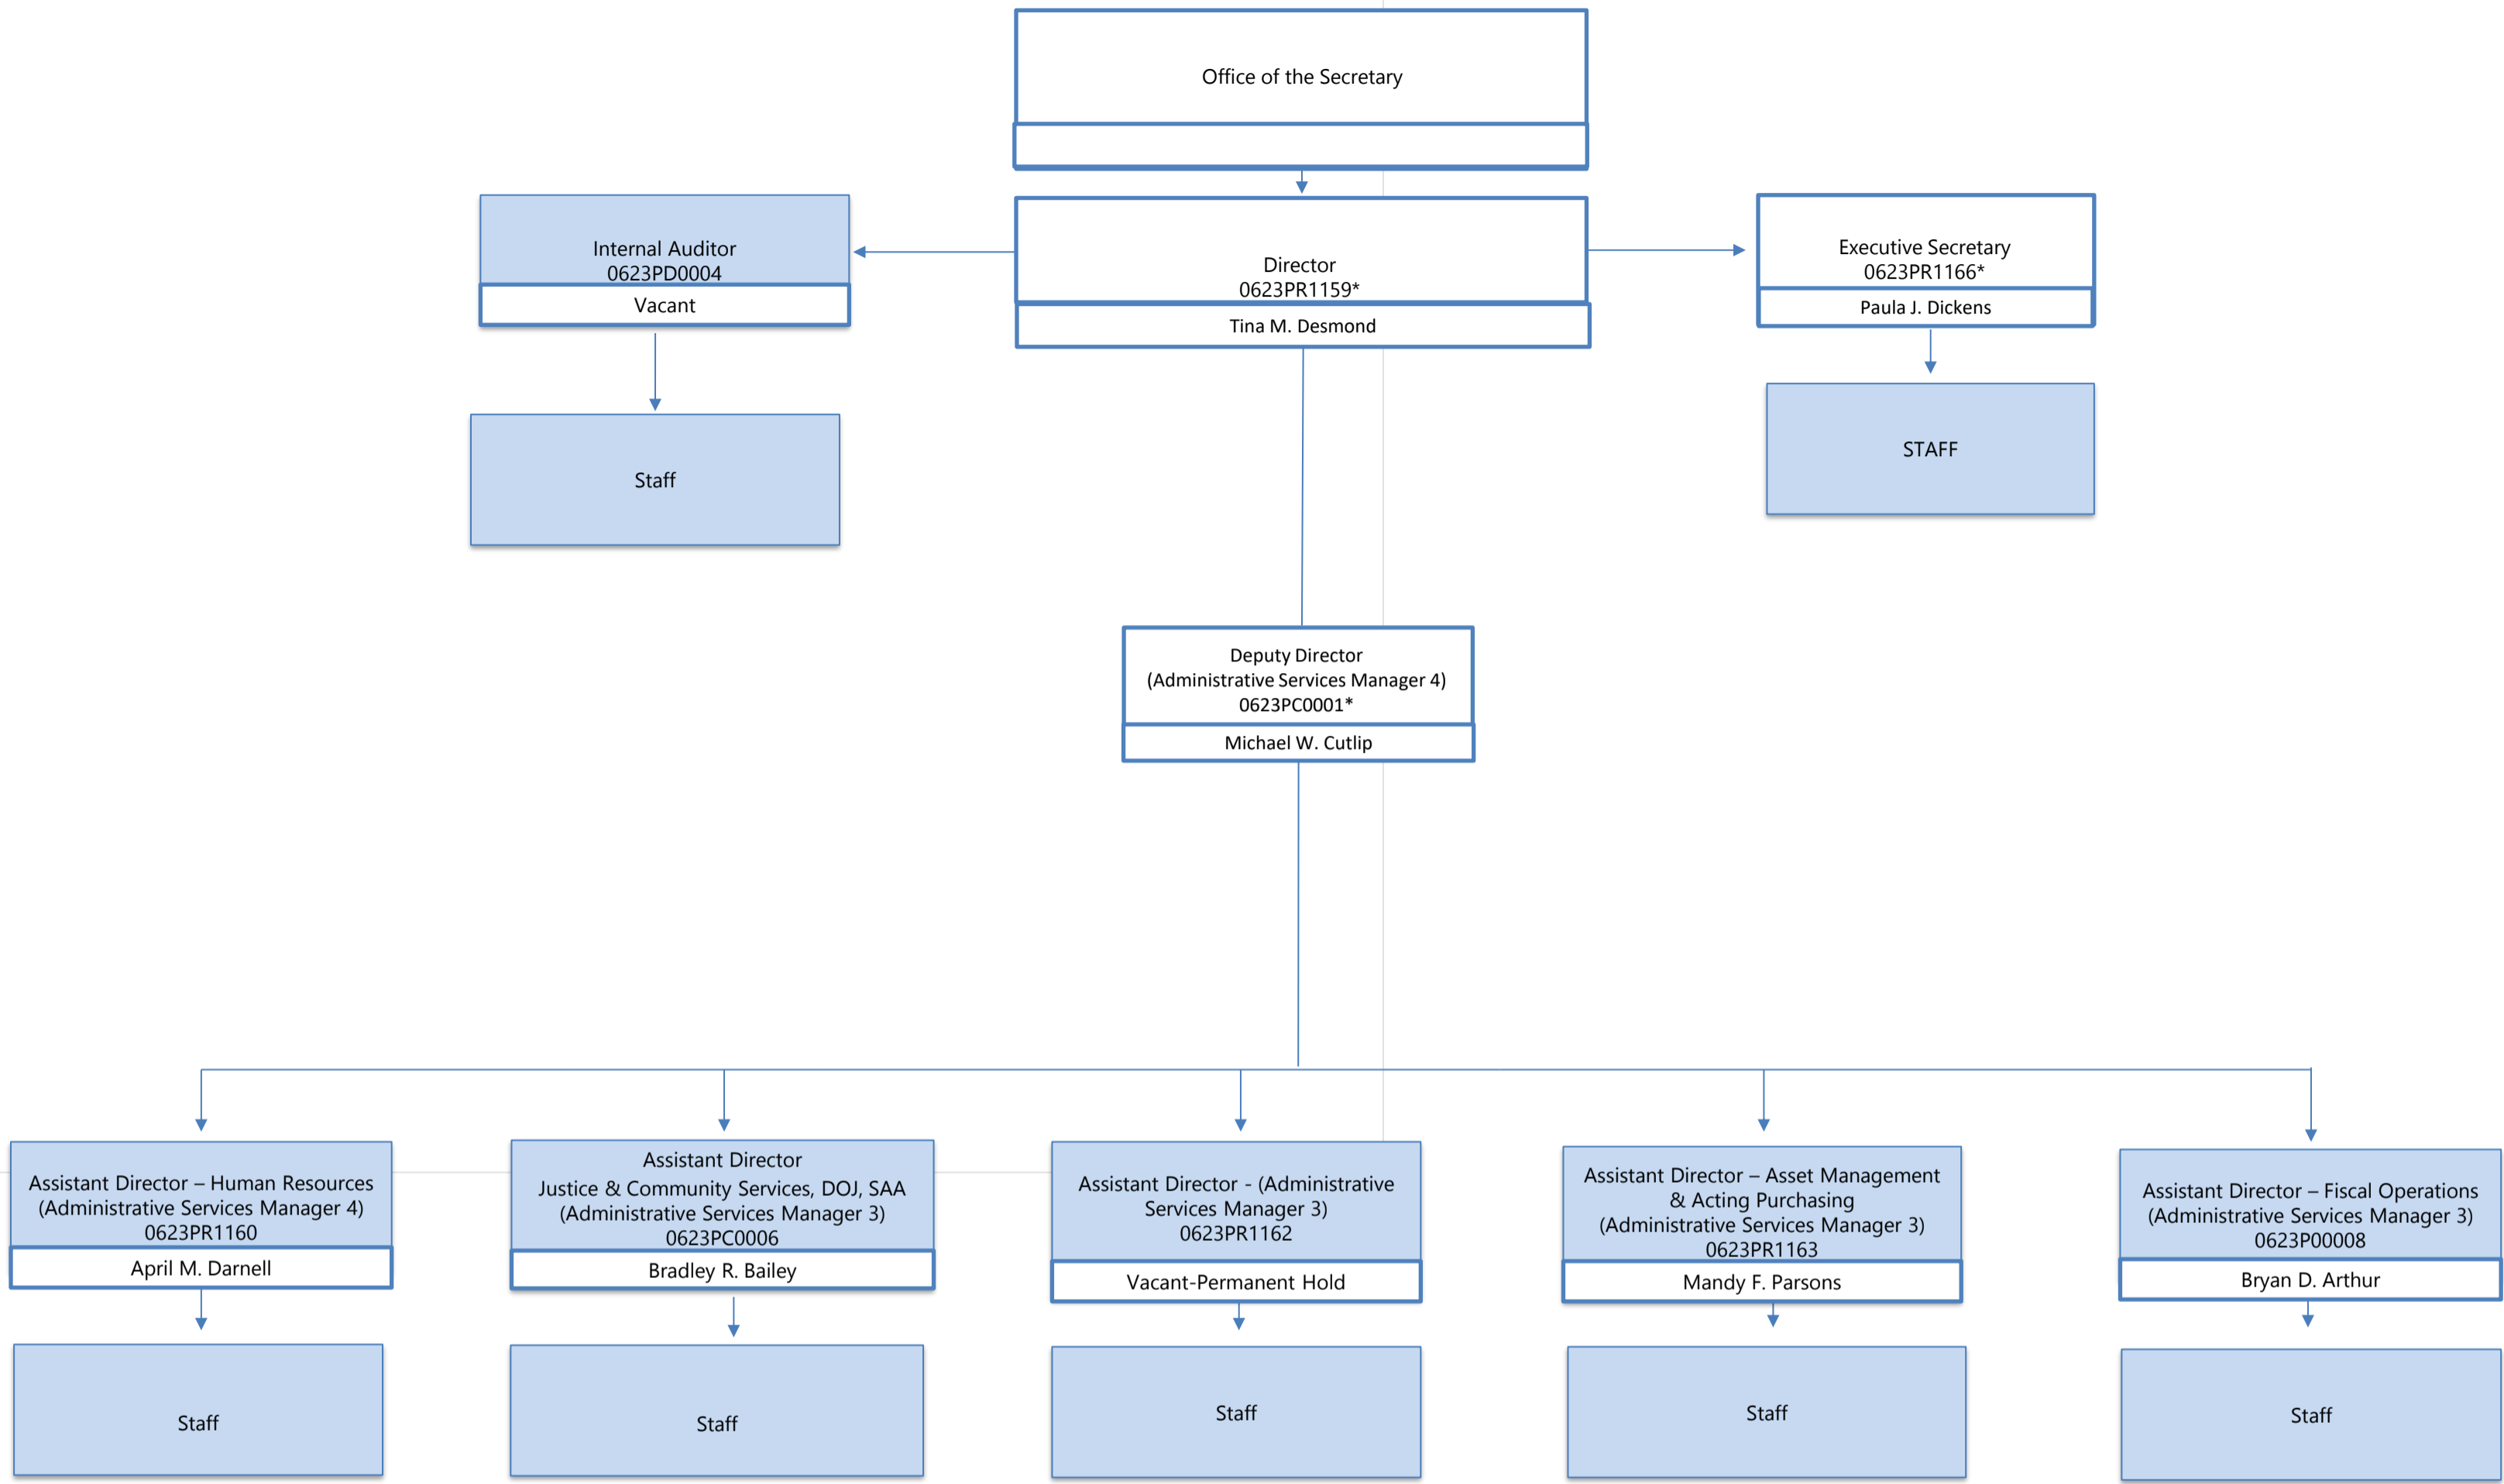 Office of the Secretary
Internal Auditor
0623PD0004
Vacant
Director
0623PR1159*
Tina M. Desmond
Executive Secretary
0623PR1166*
Paula J. Dickens
Staff
STAFF
Deputy Director
(Administrative Services Manager 4)
0623PC0001*
Michael W. Cutlip
Assistant Director – Human Resources
(Administrative Services Manager 4)
0623PR1160
April M. Darnell
Assistant Director
Justice & Community Services, DOJ, SAA
(Administrative Services Manager 3)
0623PC0006
Bradley R. Bailey
Assistant Director - (Administrative
Services Manager 3)
0623PR1162
Vacant-Permanent Hold
Assistant Director – Asset Management
& Acting Purchasing
(Administrative Services Manager 3)
0623PR1163
Mandy F. Parsons
Assistant Director – Fiscal Operations
(Administrative Services Manager 3)
0623P00008
Bryan D. Arthur
Staff
Staff
Staff
Staff
Staff